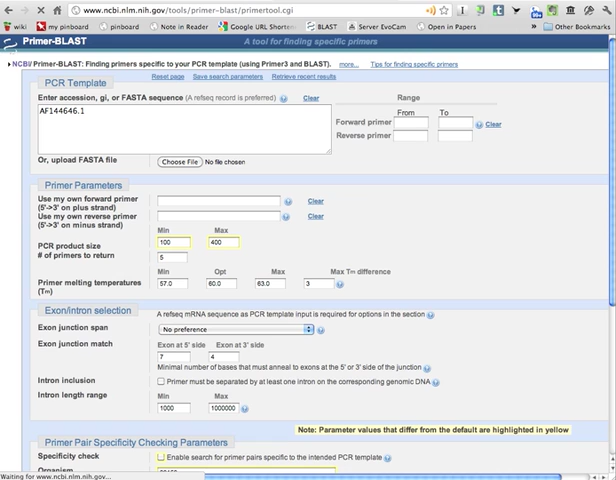 www.ncbi.nlm.nih.gov/tools/primer-blast/primertool.cgi
wiki my pinboard pinboard Note in Papers Google URL Shorten... BLAST Server EvoCam Open in Papers >> Other Bookmarks
Primer-BLAST A tool for finding specific primers
NCBI/ Primer-BLAST: Finding primers specific to your PCR template (using Primer3 and BLAST). more... Tips for finding specific primers
PCR Template Reset page Save search parameters Retrieve recent results
Enter accession, gi, or FASTA sequence (A refseq record is preferred) Clear Range
AF144646.1
From To
Forward primer Clear
Reverse primer
Or, upload FASTA file Choose File No file chosen
Primer Parameters
Use my own forward primer Clear
(5'->3' on plus strand)
Use my own reverse primer Clear
(5'->3' on minus strand)
Min Max
PCR product size 100 400
# of primers to return 5
Min Opt Max Max Tm difference
Primer melting temperatures 57.0 60.0 63.0 3
(Tm)
Exon/intron selection A refseq mRNA sequence as PCR template input is required for options in the section
Exon junction span No preference
Exon junction match Exon at 5' side Exon at 3' side
7 4
Minimal number of bases that must anneal to exons at the 5' or 3' side of the junction
Intron inclusion Primer must be separated by at least one intron on the corresponding genomic DNA
Intron length range Min Max
1000 1000000
Note: Parameter values that differ from the default are highlighted in yellow
Primer Pair Specificity Checking Parameters
Specificity check Enable search for primer pairs specific to the intended PCR template
Organism
Waiting for www.ncbi.nlm.nih.gov...